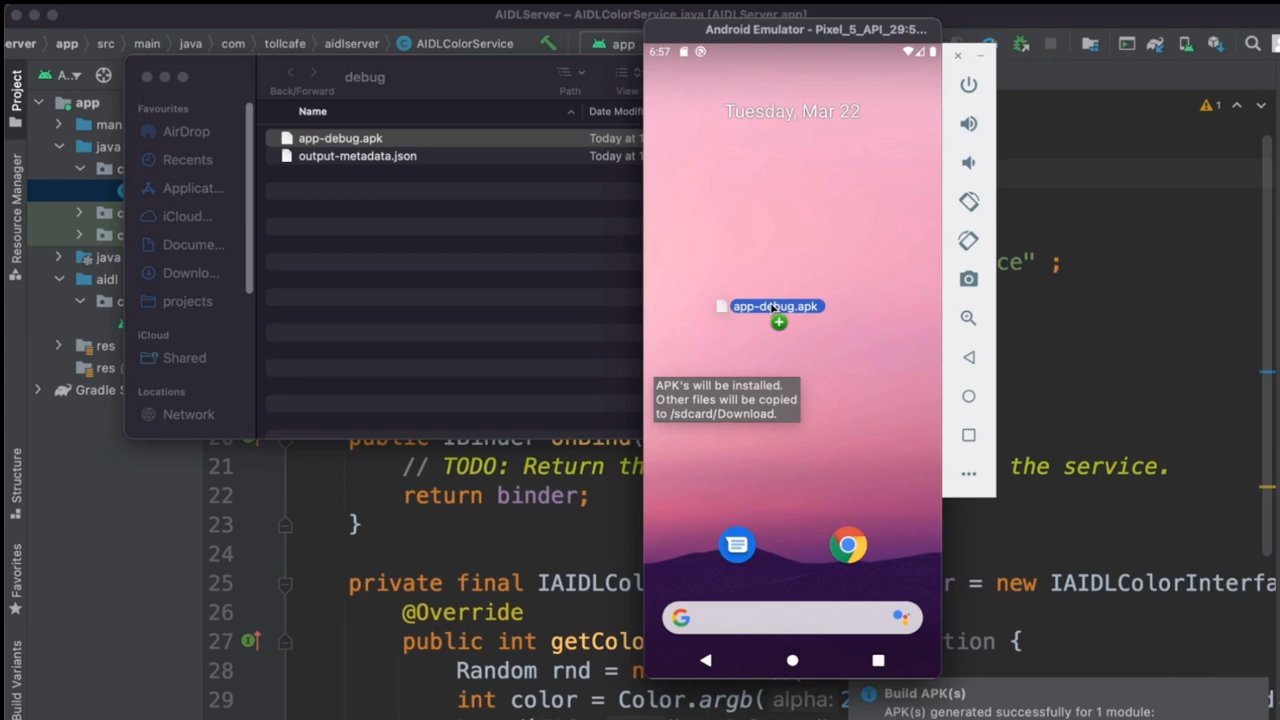 AIDLServer – AIDLColorService.java [AIDLServer.app]
erver app src main java com tollcafe aidlserver AIDLColorService app
Project
Resource Manager
Structure
Favorites
Build Variants
A..
app
man
java
c
c
c
java
aidl
c
res
res (
Gradle S
debug
Back/Forward
Path
View
Name
Date Modifi
app-debug.apk
Today at 1
output-metadata.json
Today at 1
Favourites
AirDrop
Recents
Applicat...
iCloud...
Docume...
Downlo...
projects
iCloud
Shared
Locations
Network
Android Emulator - Pixel_5_API_29:5...
6:57
Tuesday, Mar 22
app-debug.apk
APK's will be installed.
Other files will be copied
to /sdcard/Download.
1
ce" ;
public IBinder onBind(
21 // TODO: Return th the service.
22 return binder;
23 }
24
25 private final IAIDLCol r = new IAIDLColorInterfa
26 @Override
27 public int getColo tion {
28 Random rnd = n
29 int color = Color.argb( alpha: 2
Build APK(s)
APK(s) generated successfully for 1 module: